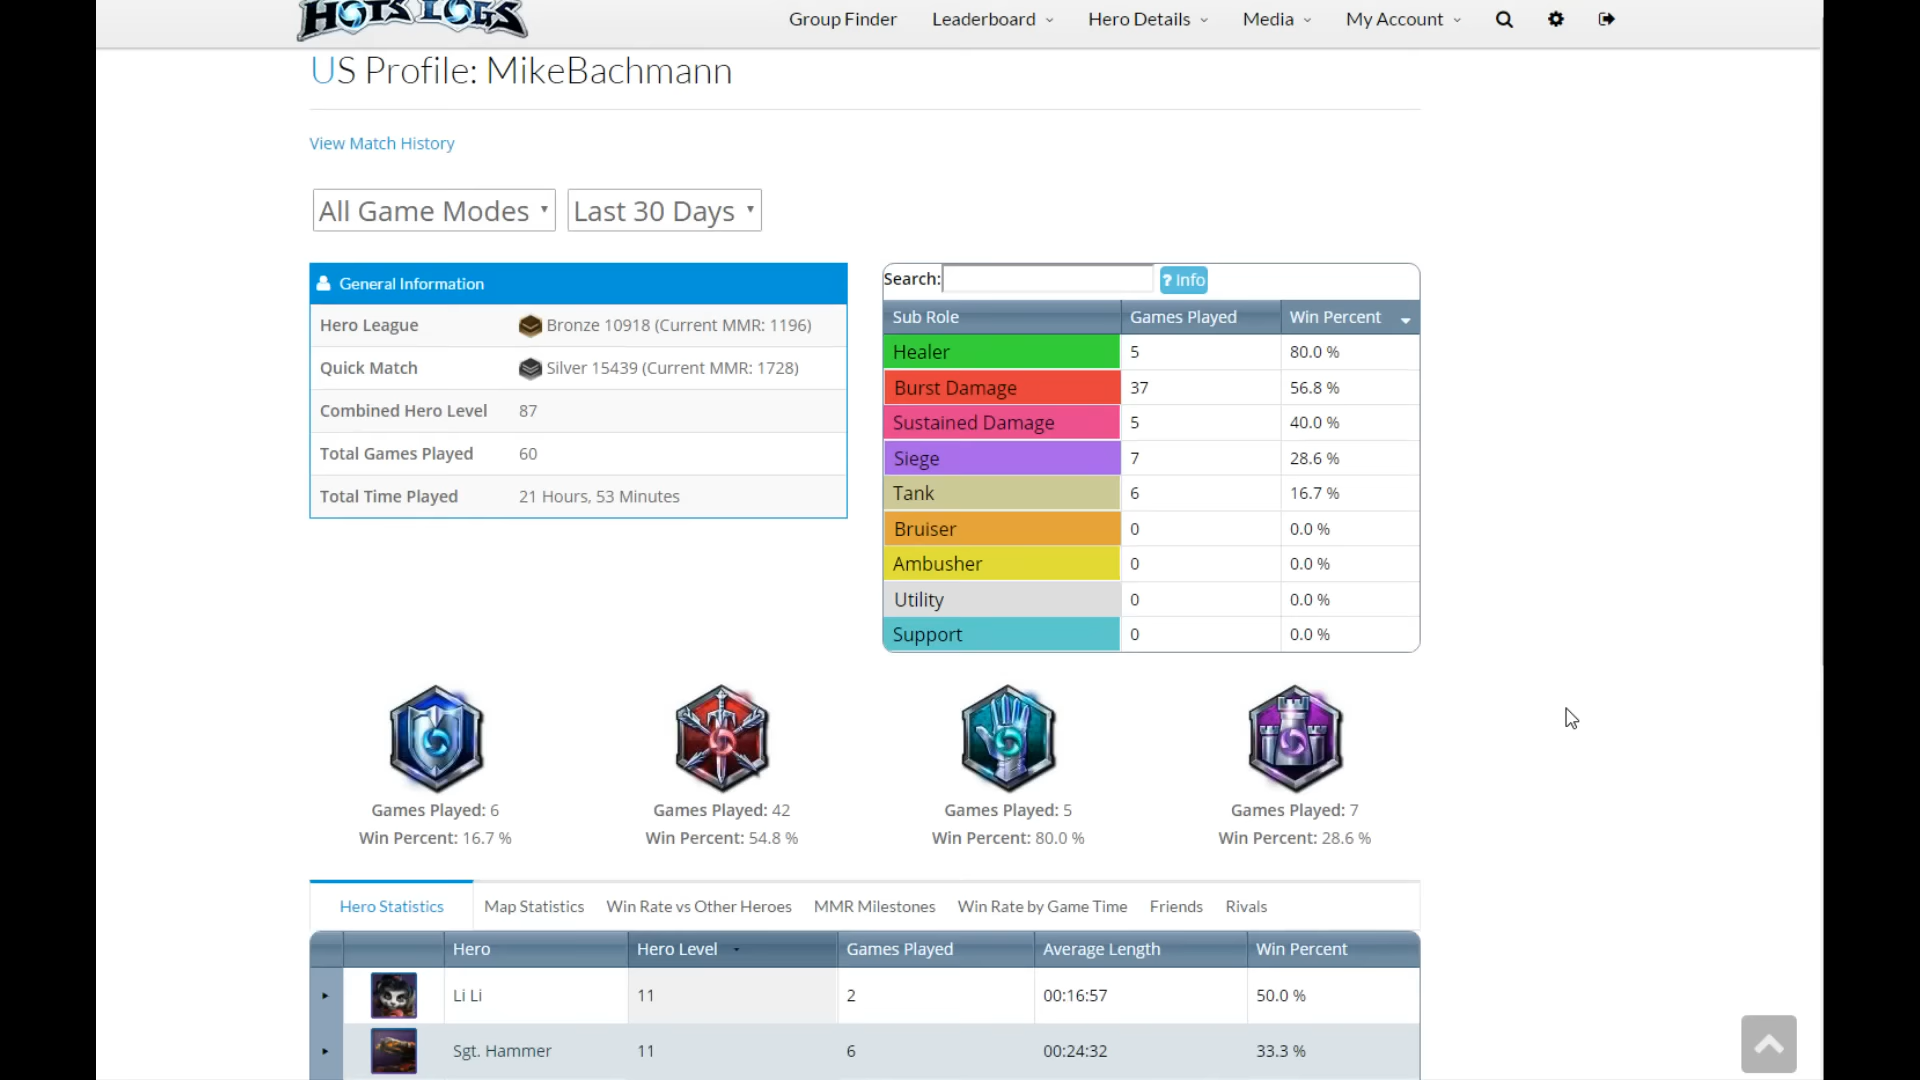 HOTS LOGS
Group Finder
Leaderboard
Hero Details
Media
My Account
US Profile: MikeBachmann
View Match History
All Game Modes
Last 30 Days
General Information
Hero League Bronze 10918 (Current MMR: 1196)
Quick Match Silver 15439 (Current MMR: 1728)
Combined Hero Level 87
Total Games Played 60
Total Time Played 21 Hours, 53 Minutes
Search: ? Info
Sub Role Games Played Win Percent
Healer 5 80.0 %
Burst Damage 37 56.8 %
Sustained Damage 5 40.0 %
Siege 7 28.6 %
Tank 6 16.7 %
Bruiser 0 0.0 %
Ambusher 0 0.0 %
Utility 0 0.0 %
Support 0 0.0 %
Games Played: 6
Win Percent: 16.7 %
Games Played: 42
Win Percent: 54.8 %
Games Played: 5
Win Percent: 80.0 %
Games Played: 7
Win Percent: 28.6 %
Hero Statistics Map Statistics Win Rate vs Other Heroes MMR Milestones Win Rate by Game Time Friends Rivals
Hero Hero Level Games Played Average Length Win Percent
Li Li 11 2 00:16:57 50.0 %
Sgt. Hammer 11 6 00:24:32 33.3 %